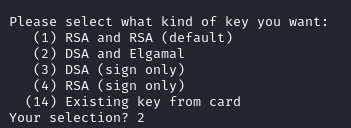 Please select what kind of key you want:
   (1) RSA and RSA (default)
   (2) DSA and Elgamal
   (3) DSA (sign only)
   (4) RSA (sign only)
  (14) Existing key from card
Your selection? 2